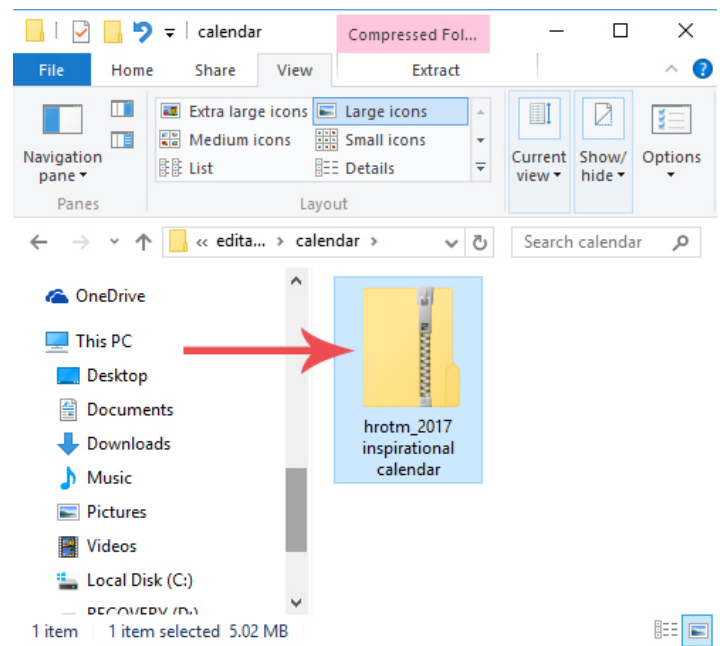 calendar
Compressed Fol...
File Home Share View Extract
Extra large icons Large icons
Medium icons Small icons
List Details
Navigation pane
Current view
Show/ hide
Options
Panes Layout
« edita... > calendar >
Search calendar
OneDrive
This PC
Desktop
Documents
Downloads
Music
Pictures
Videos
Local Disk (C:)
RECOVERY (D:)
hrotm_2017
inspirational
calendar
1 item 1 item selected 5.02 MB